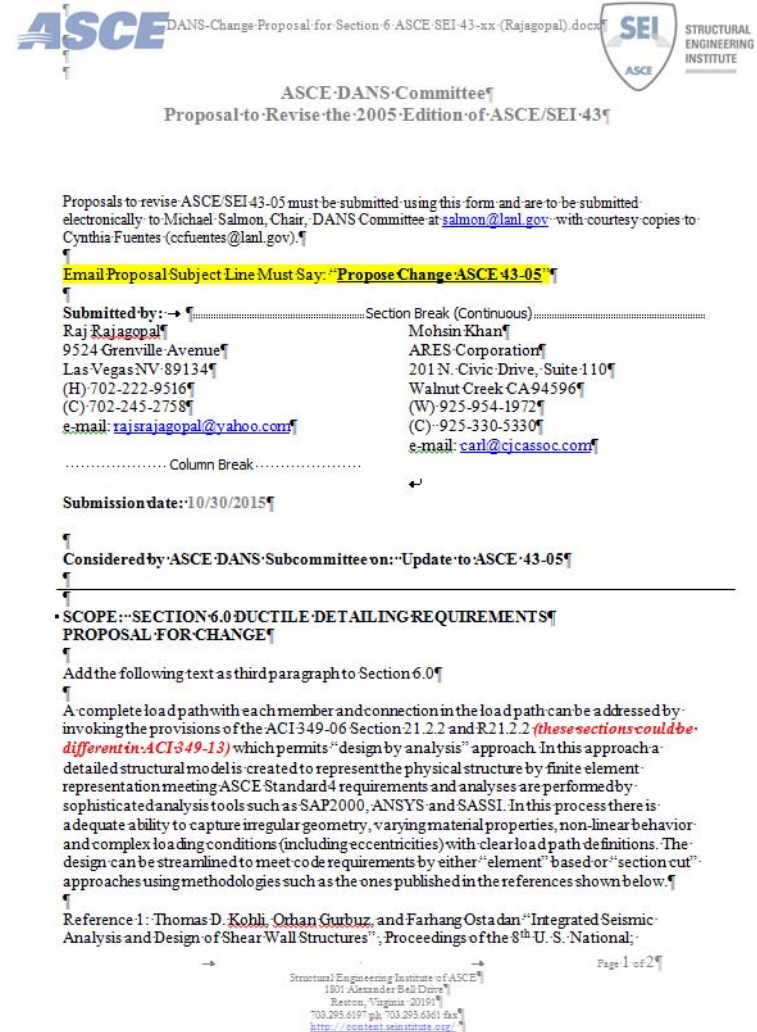 ASCE
DANS-Change Proposal for Section 6 ASCE SEI 43-xx (Rajagopal).docx¶
SEI
ASCE
STRUCTURAL
ENGINEERING
INSTITUTE
ASCE DANS Committee¶
Proposal to Revise the 2005 Edition of ASCE/SEI 43¶
Proposals to revise ASCE/SEI 43-05 must be submitted using this form and are to be submitted
electronically to Michael Salmon, Chair, DANS Committee at salmon@lanl.gov with courtesy copies to
Cynthia Fuentes (ccfuentes@lanl.gov).¶
¶
Email Proposal Subject Line Must Say: “Propose Change ASCE 43-05”¶
¶
Submitted by: → ¶ Section Break (Continuous)
Raj Rajagopal¶
9524 Grenville Avenue¶
Las Vegas NV 89134¶
(H) 702-222-9516¶
(C) 702-245-2758¶
e-mail: rajsrajagopal@yahoo.com¶
Column Break
Mohsin Khan¶
ARES Corporation¶
201 N. Civic Drive, Suite 110¶
Walnut Creek CA 94596¶
(W) 925-954-1972¶
(C) 925-330-5330¶
e-mail: carl@cjcassoc.com¶
↵
Submission date: 10/30/2015¶
¶
Considered by ASCE DANS Subcommittee on: Update to ASCE 43-05¶
¶
¶
SCOPE: SECTION 6.0 DUCTILE DETAILING REQUIREMENTS¶
PROPOSAL FOR CHANGE¶
¶
Add the following text as third paragraph to Section 6.0¶
¶
A complete load path with each member and connection in the load path can be addressed by
invoking the provisions of the ACI-349-06 Section 21.2.2 and R21.2.2 (these sections could be
different in ACI-349-13) which permits “design by analysis” approach. In this approach a
detailed structural model is created to represent the physical structure by finite element
representation meeting ASCE Standard 4 requirements and analyses are performed by
sophisticated analysis tools such as SAP2000, ANSYS and SASSI. In this process there is
adequate ability to capture irregular geometry, varying material properties, non-linear behavior
and complex loading conditions (including eccentricities) with clear load path definitions. The
design can be streamlined to meet code requirements by either “element” based or “section cut”
approaches using methodologies such as the ones published in the references shown below.¶
¶
Reference 1: Thomas D. Kohli, Orhan Gurbuz, and Farhang Ostadan “Integrated Seismic
Analysis and Design of Shear Wall Structures”, Proceedings of the 8th U. S. National;
→ → Page 1 of 2¶
Structural Engineering Institute of ASCE¶
1801 Alexander Bell Drive¶
Reston, Virginia 20191¶
703.295.6197 ph 703.295.6361 fax¶
http://content.seinstitute.org/ ¶